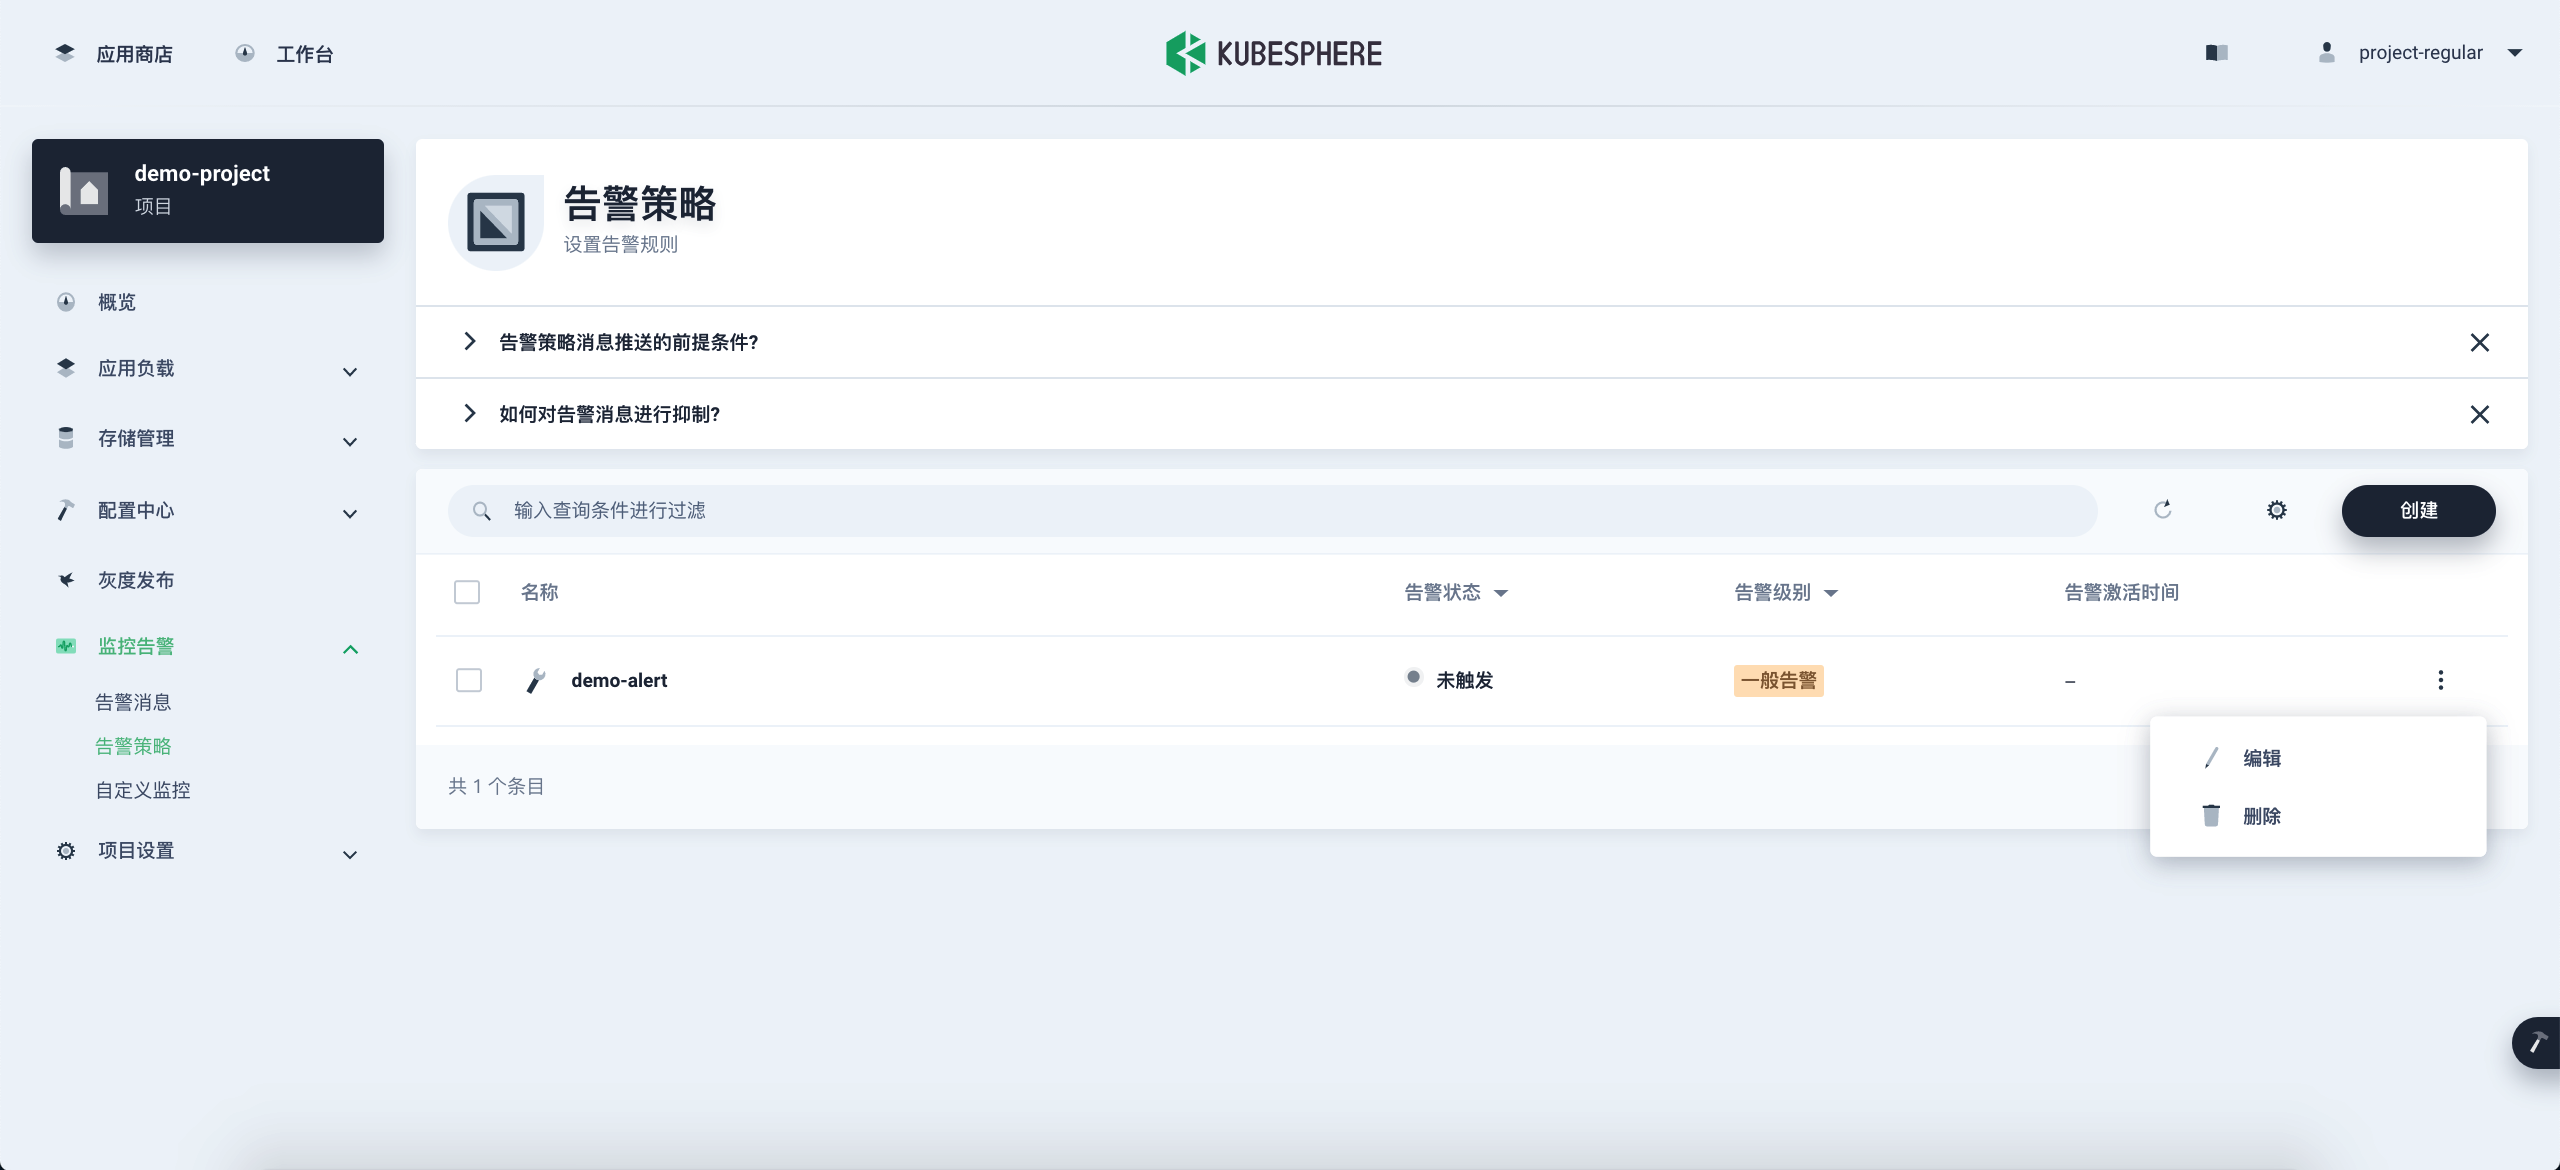 应用商店
工作台
KUBESPHERE
project-regular
demo-project
项目
概览
应用负载
存储管理
配置中心
灰度发布
监控告警
告警消息
告警策略
自定义监控
项目设置
告警策略
设置告警规则
告警策略消息推送的前提条件?
如何对告警消息进行抑制?
输入查询条件进行过滤
创建
名称
告警状态
告警级别
告警激活时间
demo-alert
未触发
一般告警
–
编辑
删除
共 1 个条目